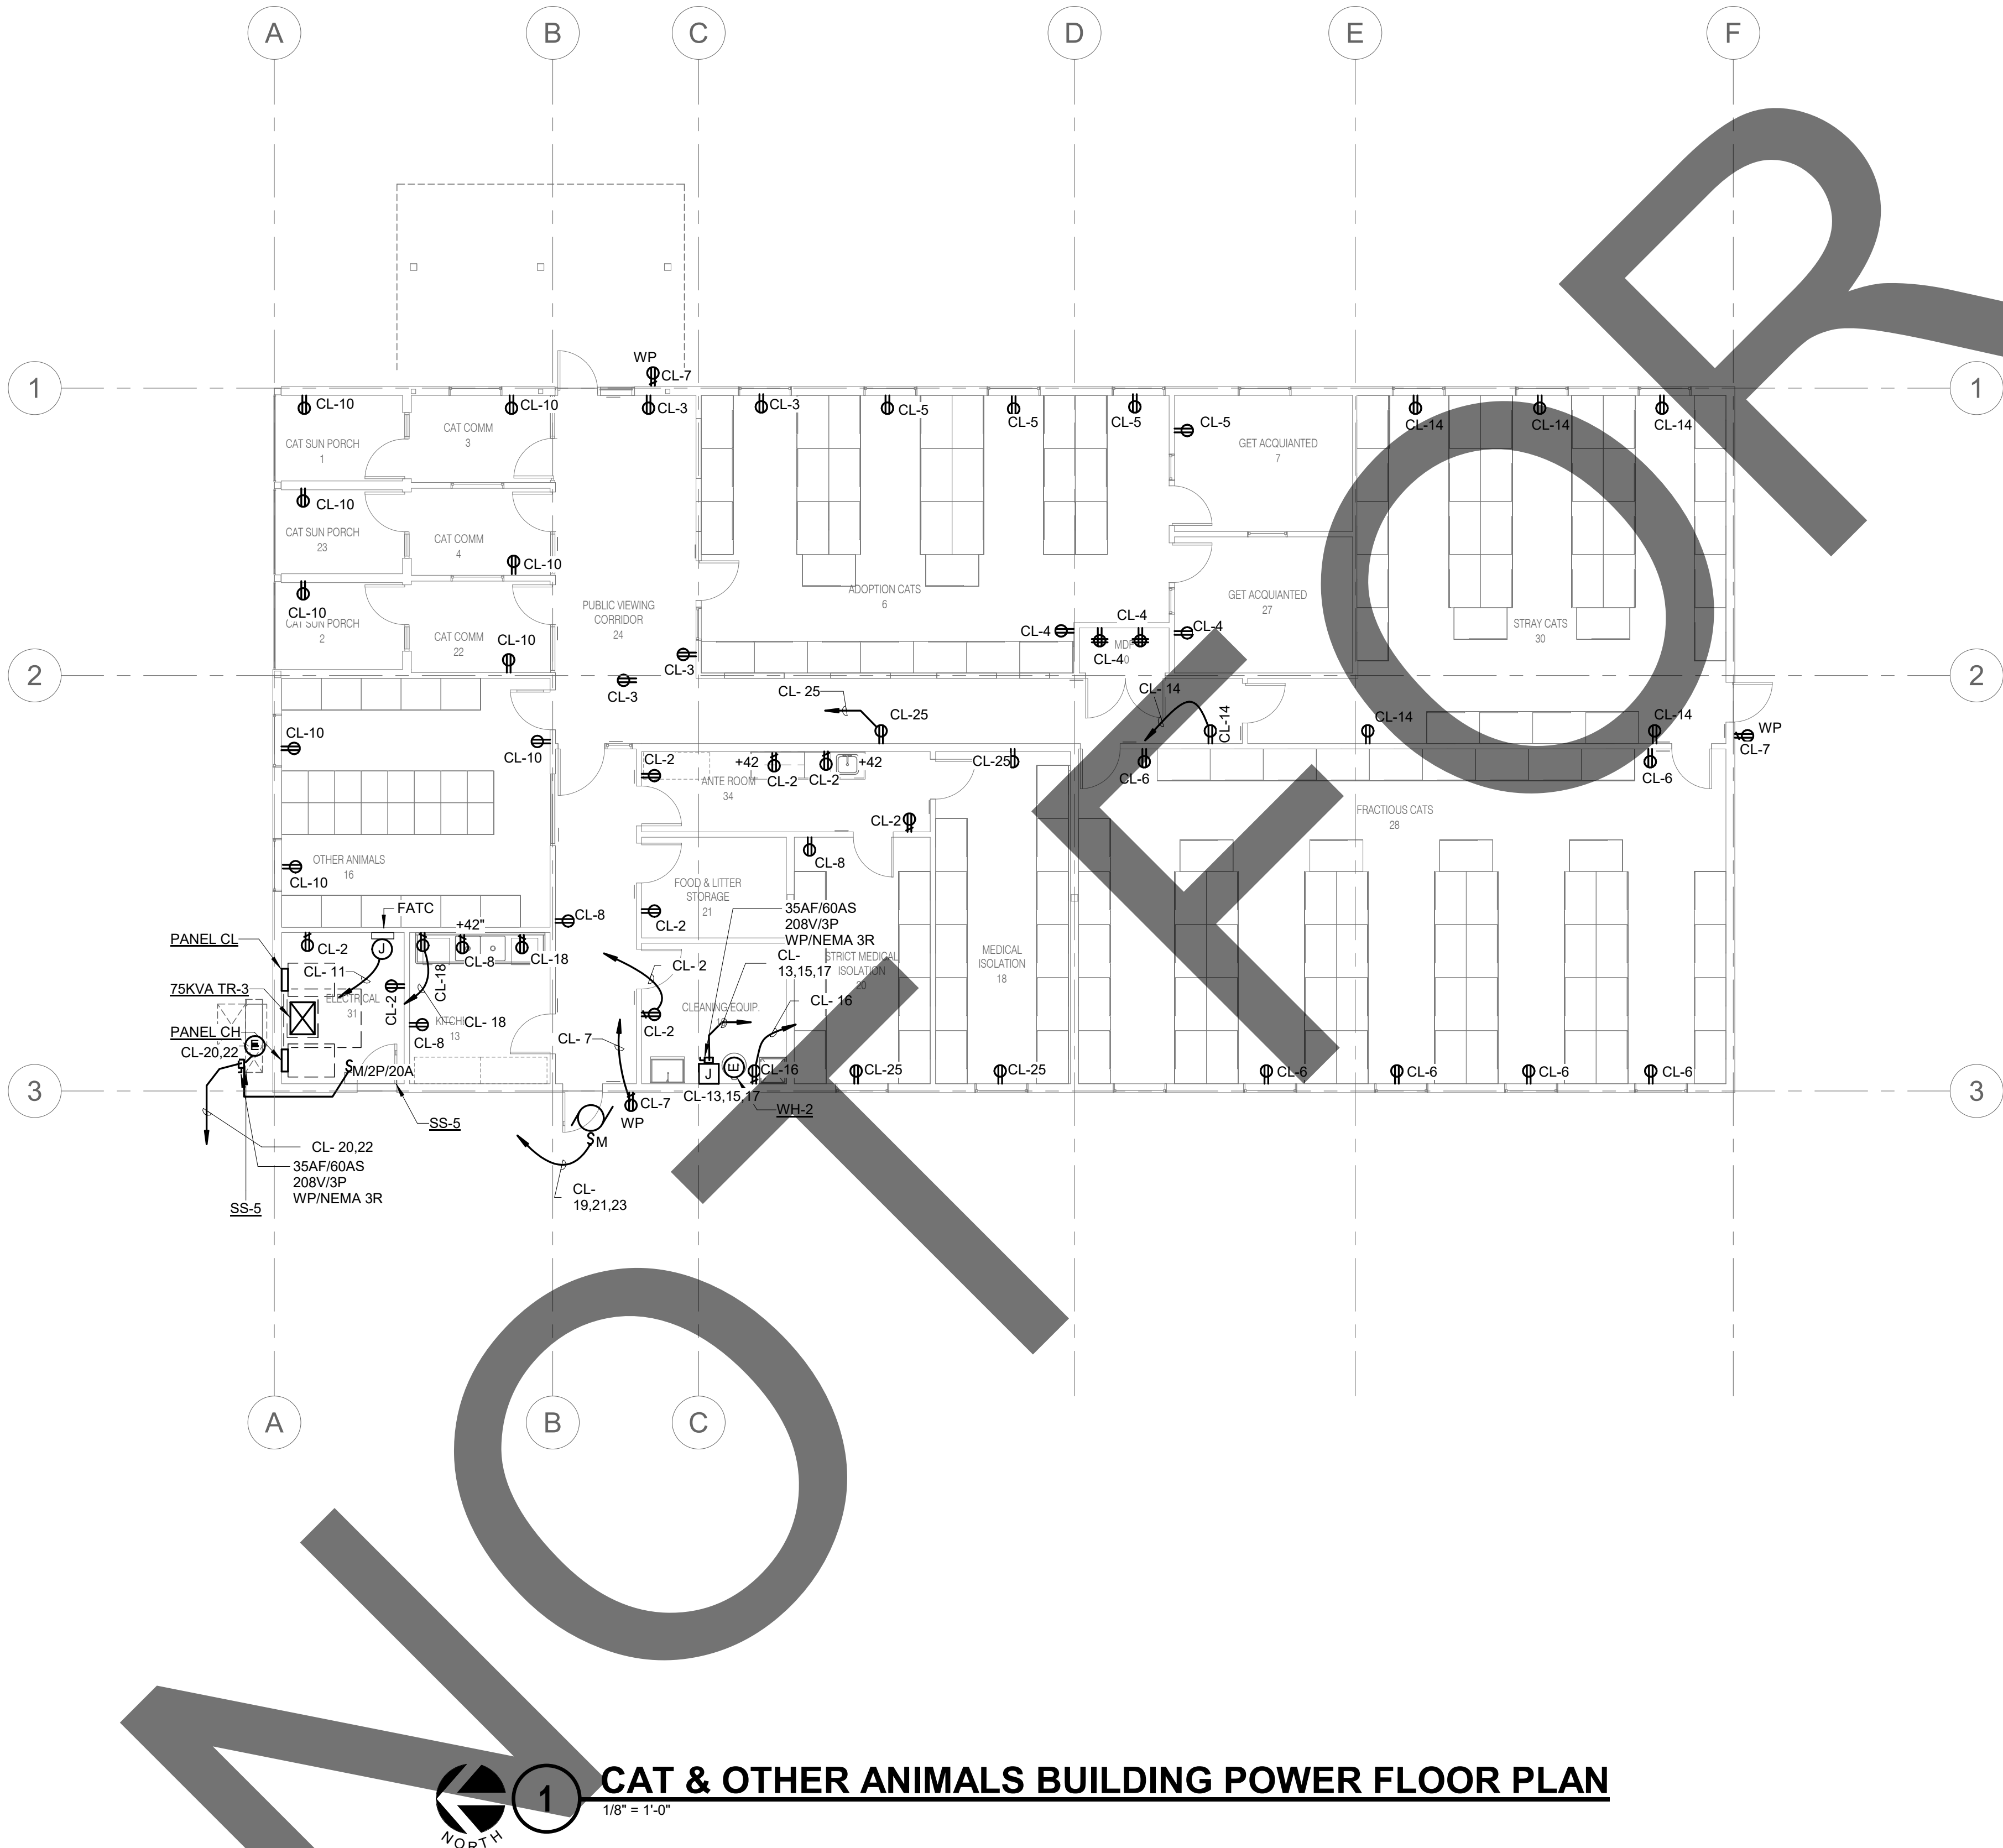 A
B
C
D
E
F
WP
1
CL-7
1
CL-10
CL-10
CL-3
CL-3
CL-5
CL-5
CL-5
CL-5
CL-14
CL-14
CL-14
CAT SUN PORCH
1
CAT COMM
3
GET ACQUIANTED
7
CL-10
CAT SUN PORCH
23
CAT COMM
4
CL-10
CL-10
CAT SUN PORCH
2
CAT COMM
22
CL-10
PUBLIC VIEWING
CORRIDOR
24
ADOPTION CATS
6
GET ACQUIANTED
27
STRAY CATS
30
CL-4
CL-4
CL-4
CL-4
CL-3
CL-3
2
2
CL- 25
CL-25
CL- 14
CL-14
CL-14
CL-14
WP
CL-7
CL-10
CL-10
CL-2
+42
CL-2
CL-2
+42
CL-25
CL-6
CL-6
ANTE ROOM
34
CL-2
FRACTIOUS CATS
28
OTHER ANIMALS
16
CL-10
CL-8
FOOD & LITTER
STORAGE
21
CL-2
CL-8
FATC
+42"
35AF/60AS
208V/3P
WP/NEMA 3R
PANEL CL
CL-2
CL-8
CL-18
CL- 11
CL-2
CL-18
CL- 2
CL-
13,15,17
STRICT MEDICAL
ISOLATION
20
MEDICAL
ISOLATION
18
75KVA TR-3
ELECTRICAL
31
CL- 18
13
CL-8
CL-2
CLEANING EQUIP.
CL- 16
PANEL CH
CL-20,22
E
M/2P/20A
CL- 7
J
J
E
CL-16
CL-25
CL-25
CL-6
CL-6
CL-6
CL-6
3
3
CL-13,15,17
WH-2
CL-7
WP
SS-5
M
CL- 20,22
35AF/60AS
208V/3P
WP/NEMA 3R
SS-5
CL-
19,21,23
A
B
C
NOT FOR
1
CAT & OTHER ANIMALS BUILDING POWER FLOOR PLAN
1/8" = 1'-0"
NORTH